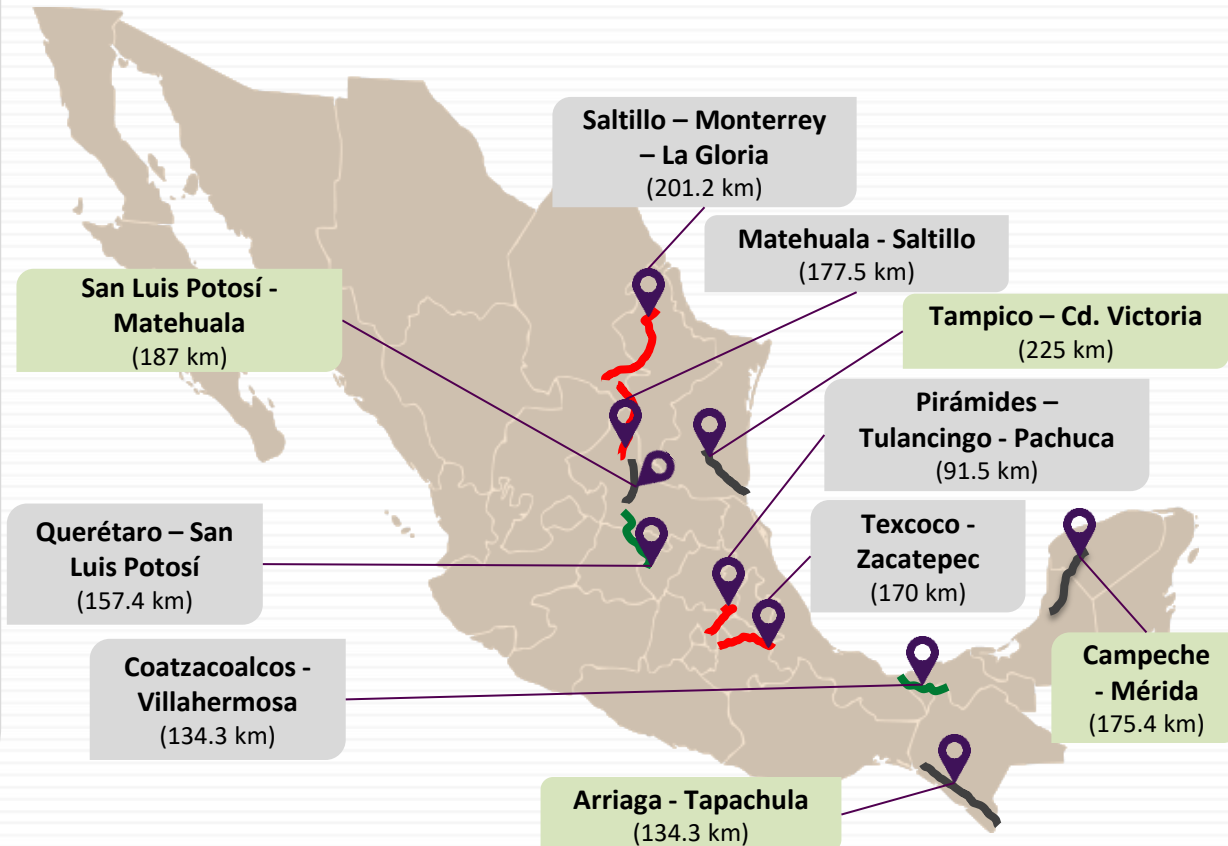 Saltillo – Monterrey
– La Gloria
(201.2 km)
Matehuala - Saltillo
(177.5 km)
San Luis Potosí -
Matehuala
(187 km)
Tampico – Cd. Victoria
(225 km)
Pirámides –
Tulancingo - Pachuca
(91.5 km)
Querétaro – San
Luis Potosí
(157.4 km)
Texcoco -
Zacatepec
(170 km)
Coatzacoalcos -
Villahermosa
(134.3 km)
Campeche
- Mérida
(175.4 km)
Arriaga - Tapachula
(134.3 km)